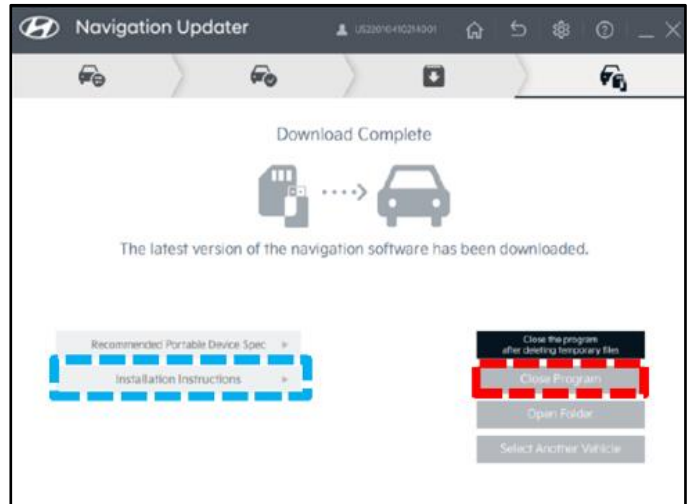 Navigation Updater
Download Complete
The latest version of the navigation software has been downloaded.
Recommended Portable Device Spec
Installation Instructions
Close the program
after deleting temporary files
Close Program
Open Folder
Select Another Vehicle